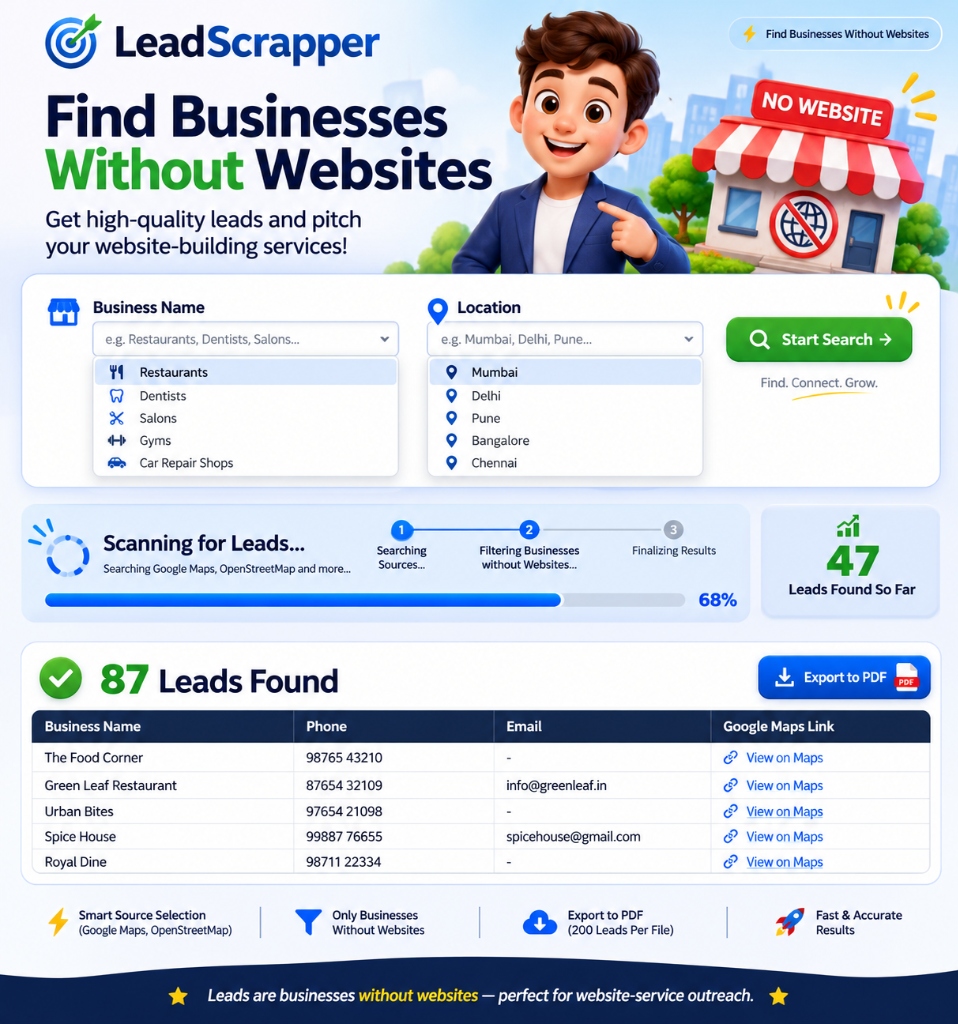 LeadScrapper
Find Businesses Without Websites
Find Businesses
Without Websites
Get high-quality leads and pitch
your website-building services!
NO WEBSITE
Business Name
e.g. Restaurants, Dentists, Salons...
Restaurants
Dentists
Salons
Gyms
Car Repair Shops
Location
e.g. Mumbai, Delhi, Pune...
Mumbai
Delhi
Pune
Bangalore
Chennai
Start Search →
Find. Connect. Grow.
Scanning for Leads...
Searching Google Maps, OpenStreetMap and more...
1
Searching
Sources...
2
Filtering Businesses
without Websites...
3
Finalizing Results
68%
47
Leads Found So Far
87 Leads Found
Export to PDF
PDF
Business Name Phone Email Google Maps Link
The Food Corner 98765 43210 - View on Maps
Green Leaf Restaurant 87654 32109 info@greenleaf.in View on Maps
Urban Bites 97654 21098 - View on Maps
Spice House 99887 76655 spicehouse@gmail.com View on Maps
Royal Dine 98711 22334 - View on Maps
Smart Source Selection
(Google Maps, OpenStreetMap)
Only Businesses
Without Websites
Export to PDF
(200 Leads Per File)
Fast & Accurate
Results
Leads are businesses without websites — perfect for website-service outreach.